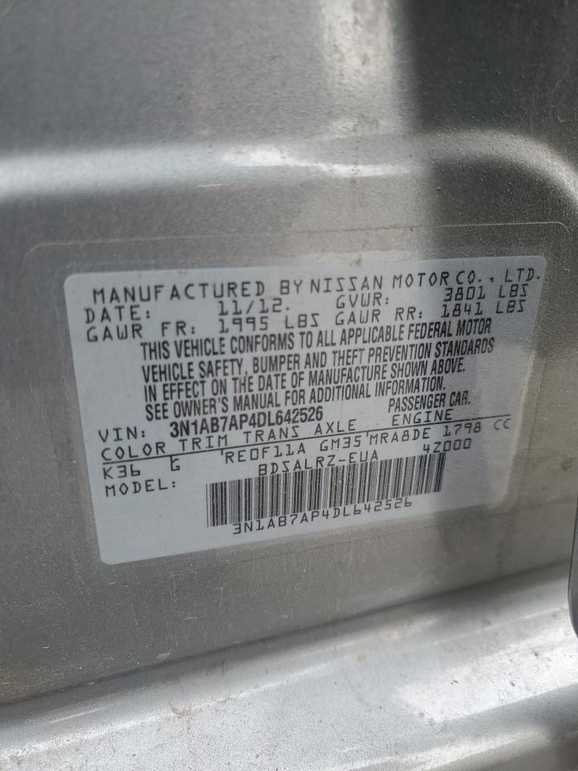 MANUFACTURED BY NISSAN MOTOR CO., LTD.
DATE: 11/12. GVWR: 3801 LBS
GAWR FR: 1995 LBS GAWR RR: 1841 LBS
THIS VEHICLE CONFORMS TO ALL APPLICABLE FEDERAL MOTOR
VEHICLE SAFETY, BUMPER AND THEFT PREVENTION STANDARDS
IN EFFECT ON THE DATE OF MANUFACTURE SHOWN ABOVE.
SEE OWNER'S MANUAL FOR ADDITIONAL INFORMATION.
VIN: 3N1AB7AP4DL642526 PASSENGER CAR.
COLOR TRIM TRANS AXLE ENGINE
K36 G 'RE0F11A GM35'MRA8DE 1798 CC
MODEL: BDSALRZ-EUA 4Z000
3N1AB7AP4DL642526